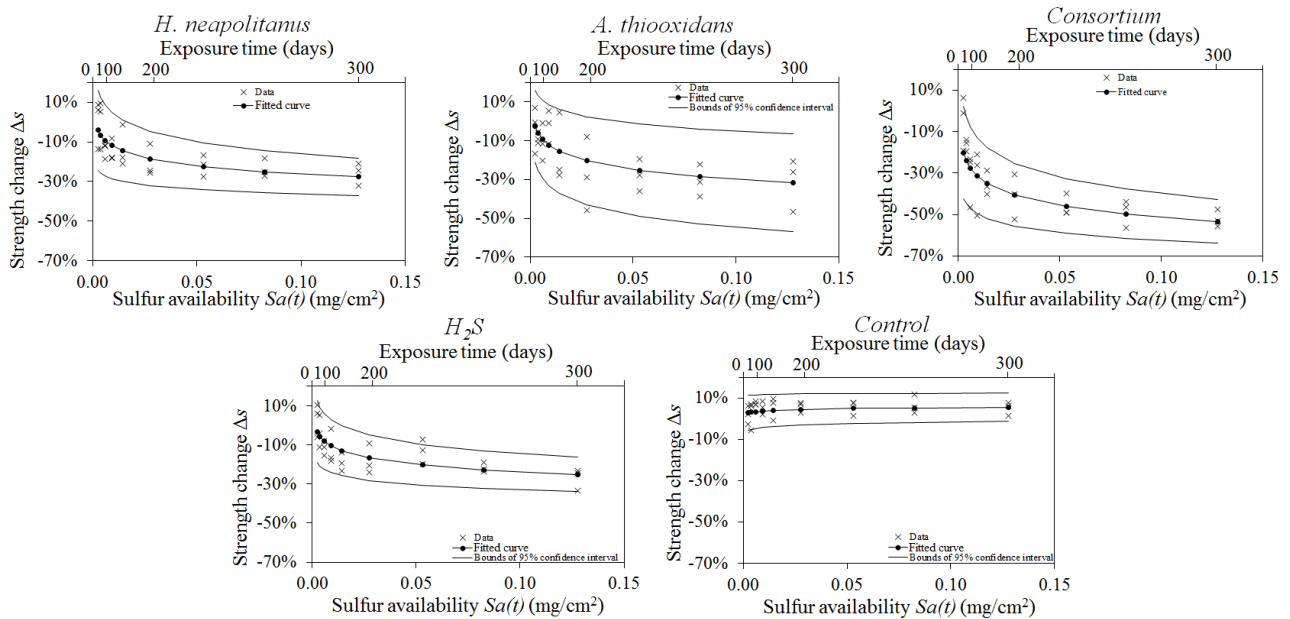 H. neapolitanus
Exposure time (days)
0 100 200 300
10%
-10%
-30%
-50%
-70%
Strength change Δs
× Data
Fitted curve
0.00 0.05 0.10 0.15
Sulfur availability Sa(t) (mg/cm²)
A. thiooxidans
Exposure time (days)
0 100 200 300
10%
-10%
-30%
-50%
-70%
Strength change Δs
Data
Fitted curve
Bounds of 95% confidence interval
0.00 0.05 0.10 0.15
Sulfur availability Sa(t) (mg/cm²)
Consortium
Exposure time (days)
0 100 200 300
10%
-10%
-30%
-50%
-70%
Strength change Δs
Data
Fitted curve
0.00 0.05 0.10 0.15
Sulfur availability Sa(t) (mg/cm²)
H₂S
Exposure time (days)
0 100 200 300
10%
-10%
-30%
-50%
-70%
Strength change Δs
Data
Fitted curve
Bounds of 95% confidence interval
0.00 0.05 0.10 0.15
Sulfur availability Sa(t) (mg/cm²)
Control
Exposure time (days)
0 100 200 300
10%
-10%
-30%
-50%
-70%
Strength change Δs
Data
Fitted curve
Bounds of 95% confidence interval
0.00 0.05 0.10 0.15
Sulfur availability Sa(t) (mg/cm²)